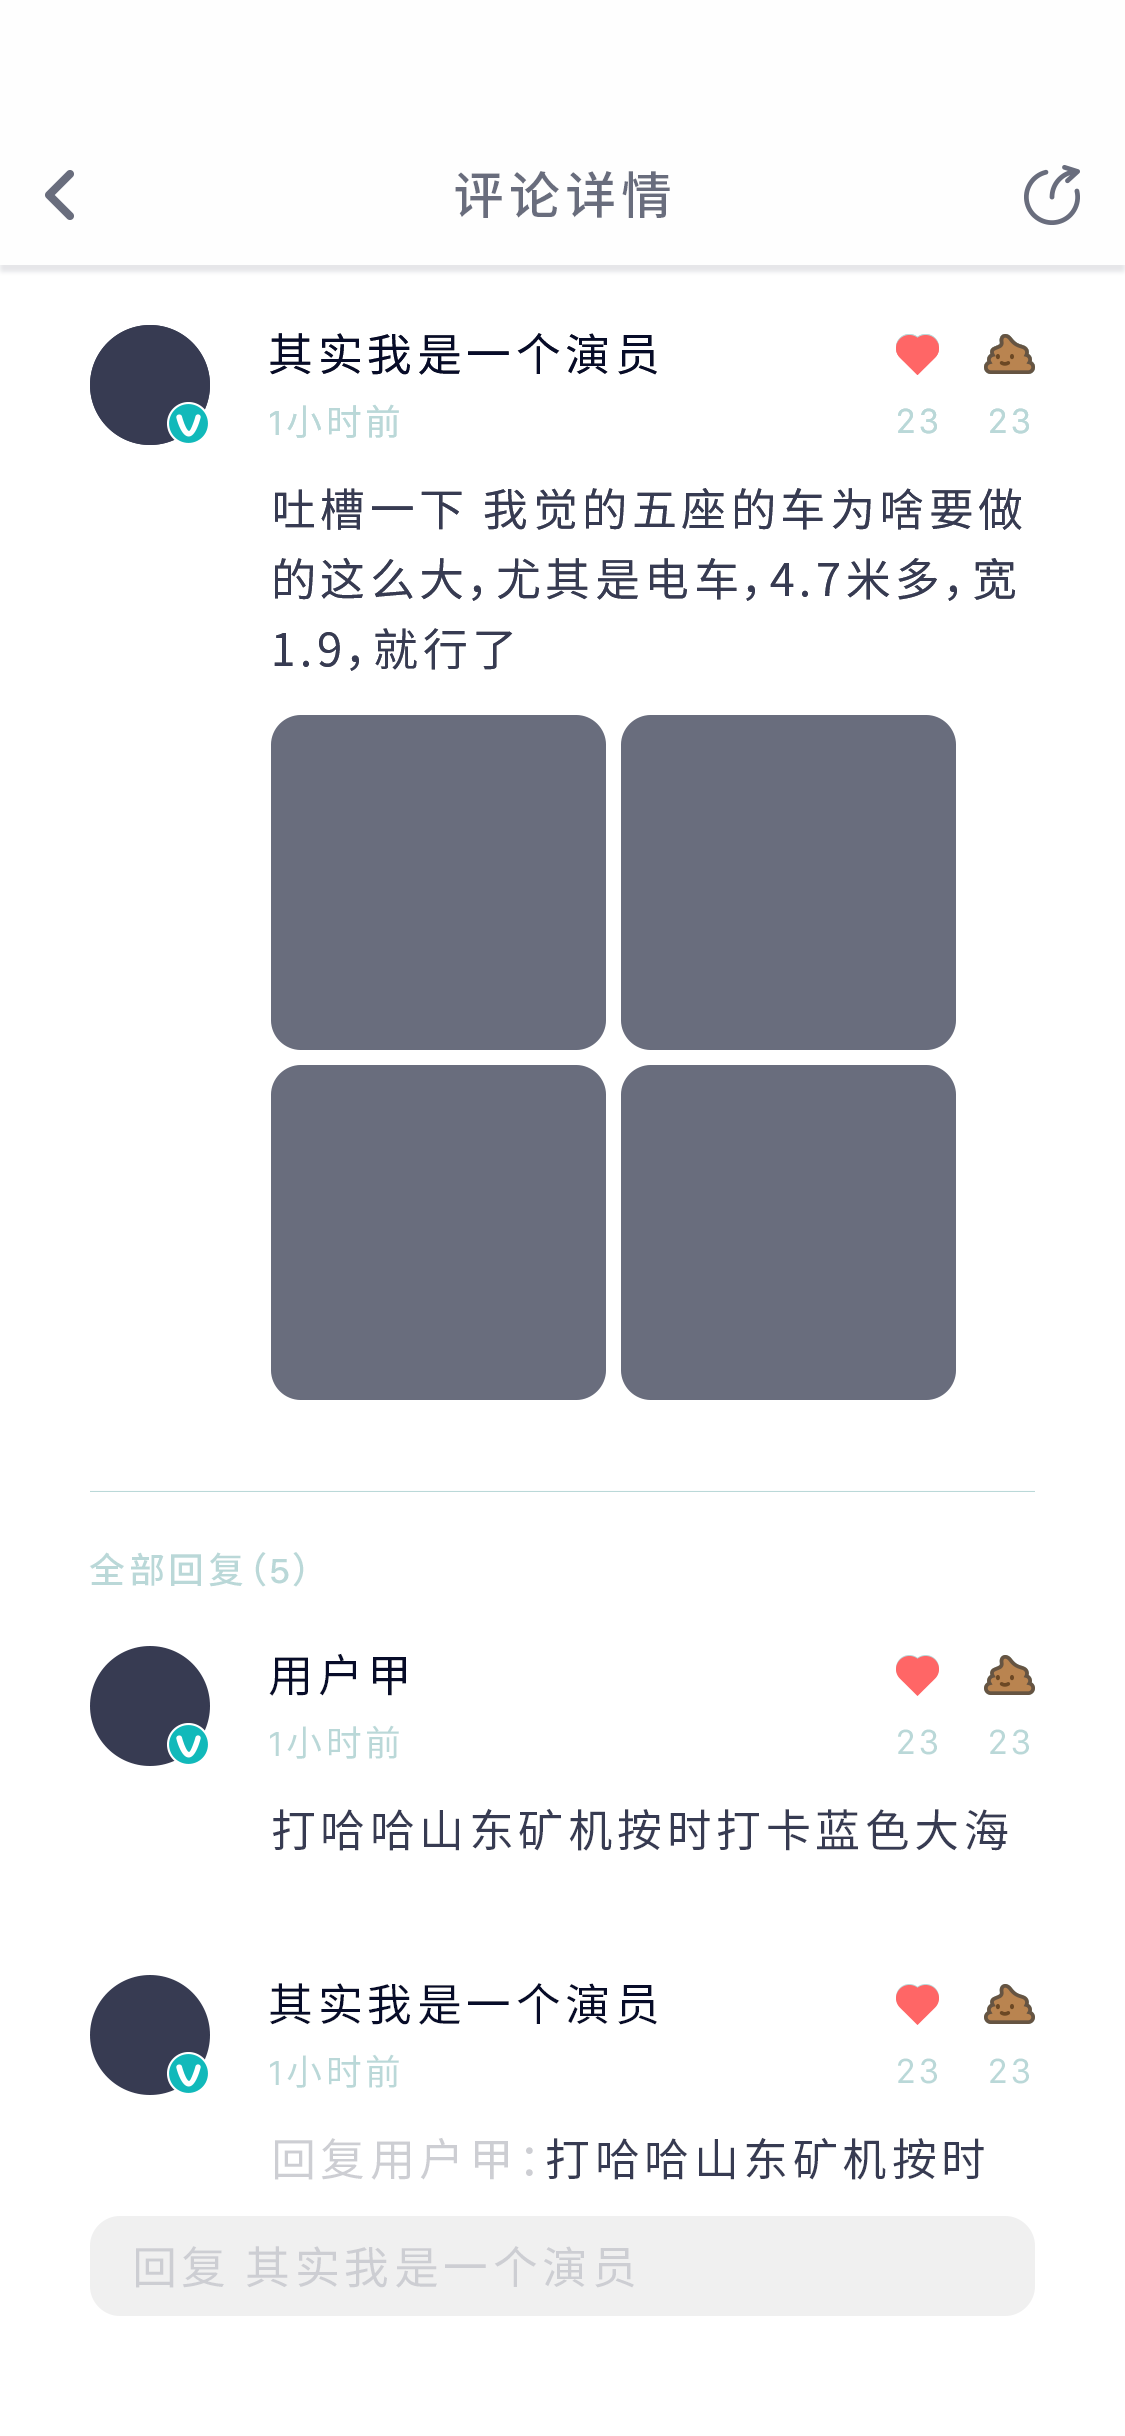 评论详情
其实我是一个演员
1小时前
23 23
吐槽一下 我觉的五座的车为啥要做
的这么大，尤其是电车，4.7米多，宽
1.9，就行了
全部回复（5）
用户甲
1小时前
23 23
打哈哈山东矿机按时打卡蓝色大海
其实我是一个演员
1小时前
23 23
回复用户甲：打哈哈山东矿机按时
回复 其实我是一个演员